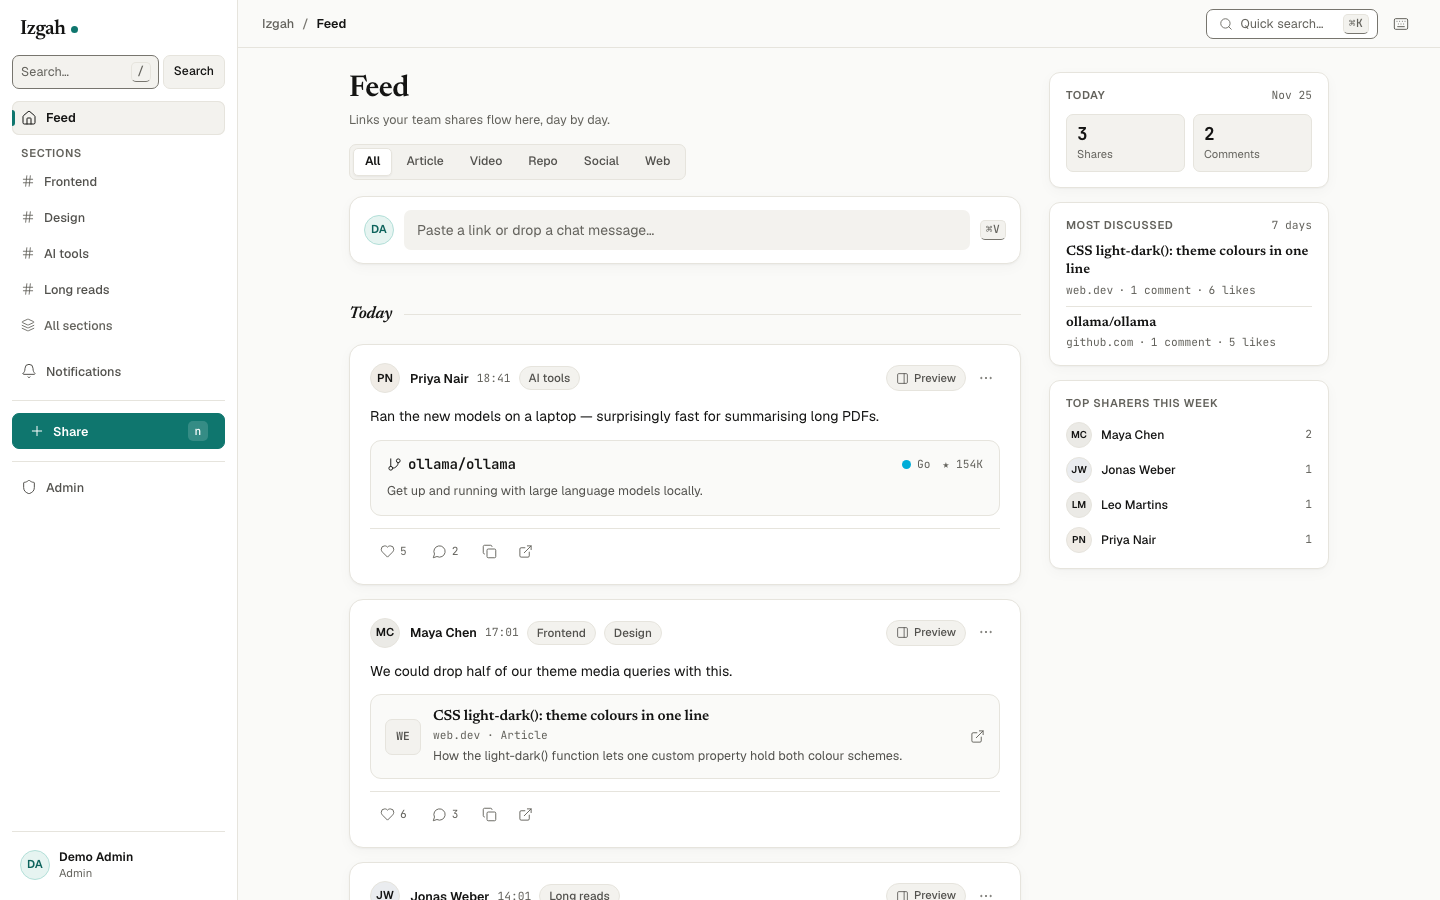 Izgah
Search...
/
Search
Feed
SECTIONS
Frontend
Design
AI tools
Long reads
All sections
Notifications
Share
n
Admin
DA
Demo Admin
Admin
Izgah / Feed
Quick search...
⌘K
Feed
Links your team shares flow here, day by day.
All Article Video Repo Social Web
DA
Paste a link or drop a chat message...
⌘V
Today
PN Priya Nair 18:41 AI tools
Preview
Ran the new models on a laptop — surprisingly fast for summarising long PDFs.
ollama/ollama
Go ★ 154K
Get up and running with large language models locally.
5 2
MC Maya Chen 17:01 Frontend Design
Preview
We could drop half of our theme media queries with this.
WE
CSS light-dark(): theme colours in one line
web.dev · Article
How the light-dark() function lets one custom property hold both colour schemes.
6 3
JW Jonas Weber 14:01 Long reads
Preview
TODAY
Nov 25
3
Shares
2
Comments
MOST DISCUSSED
7 days
CSS light-dark(): theme colours in one
line
web.dev · 1 comment · 6 likes
ollama/ollama
github.com · 1 comment · 5 likes
TOP SHARERS THIS WEEK
MC Maya Chen 2
JW Jonas Weber 1
LM Leo Martins 1
PN Priya Nair 1